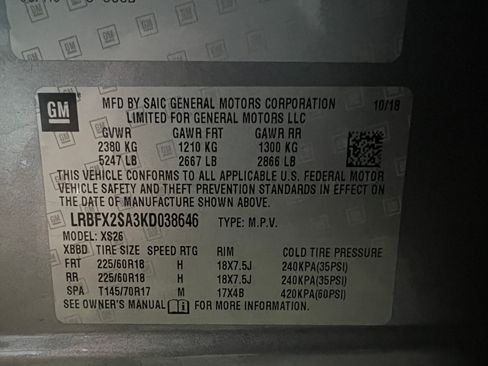 GM
MFD BY SAIC GENERAL MOTORS CORPORATION 10/18
LIMITED FOR GENERAL MOTORS LLC
GVWR GAWR FRT GAWR RR
2380 KG 1210 KG 1300 KG
5247 LB 2667 LB 2866 LB
THIS VEHICLE CONFORMS TO ALL APPLICABLE U.S. FEDERAL MOTOR
VEHICLE SAFETY AND THEFT PREVENTION STANDARDS IN EFFECT ON
THE DATE OF MANUFACTURE SHOWN ABOVE.
LRBFX2SA3KD038646 TYPE: M.P.V.
MODEL: XS26
XBBD TIRE SIZE SPEED RTG RIM COLD TIRE PRESSURE
FRT 225/60R18 H 18X7.5J 240KPA(35PSI)
RR 225/60R18 H 18X7.5J 240KPA(35PSI)
SPA T145/70R17 M 17X4B 420KPA(60PSI)
SEE OWNER'S MANUAL FOR MORE INFORMATION.